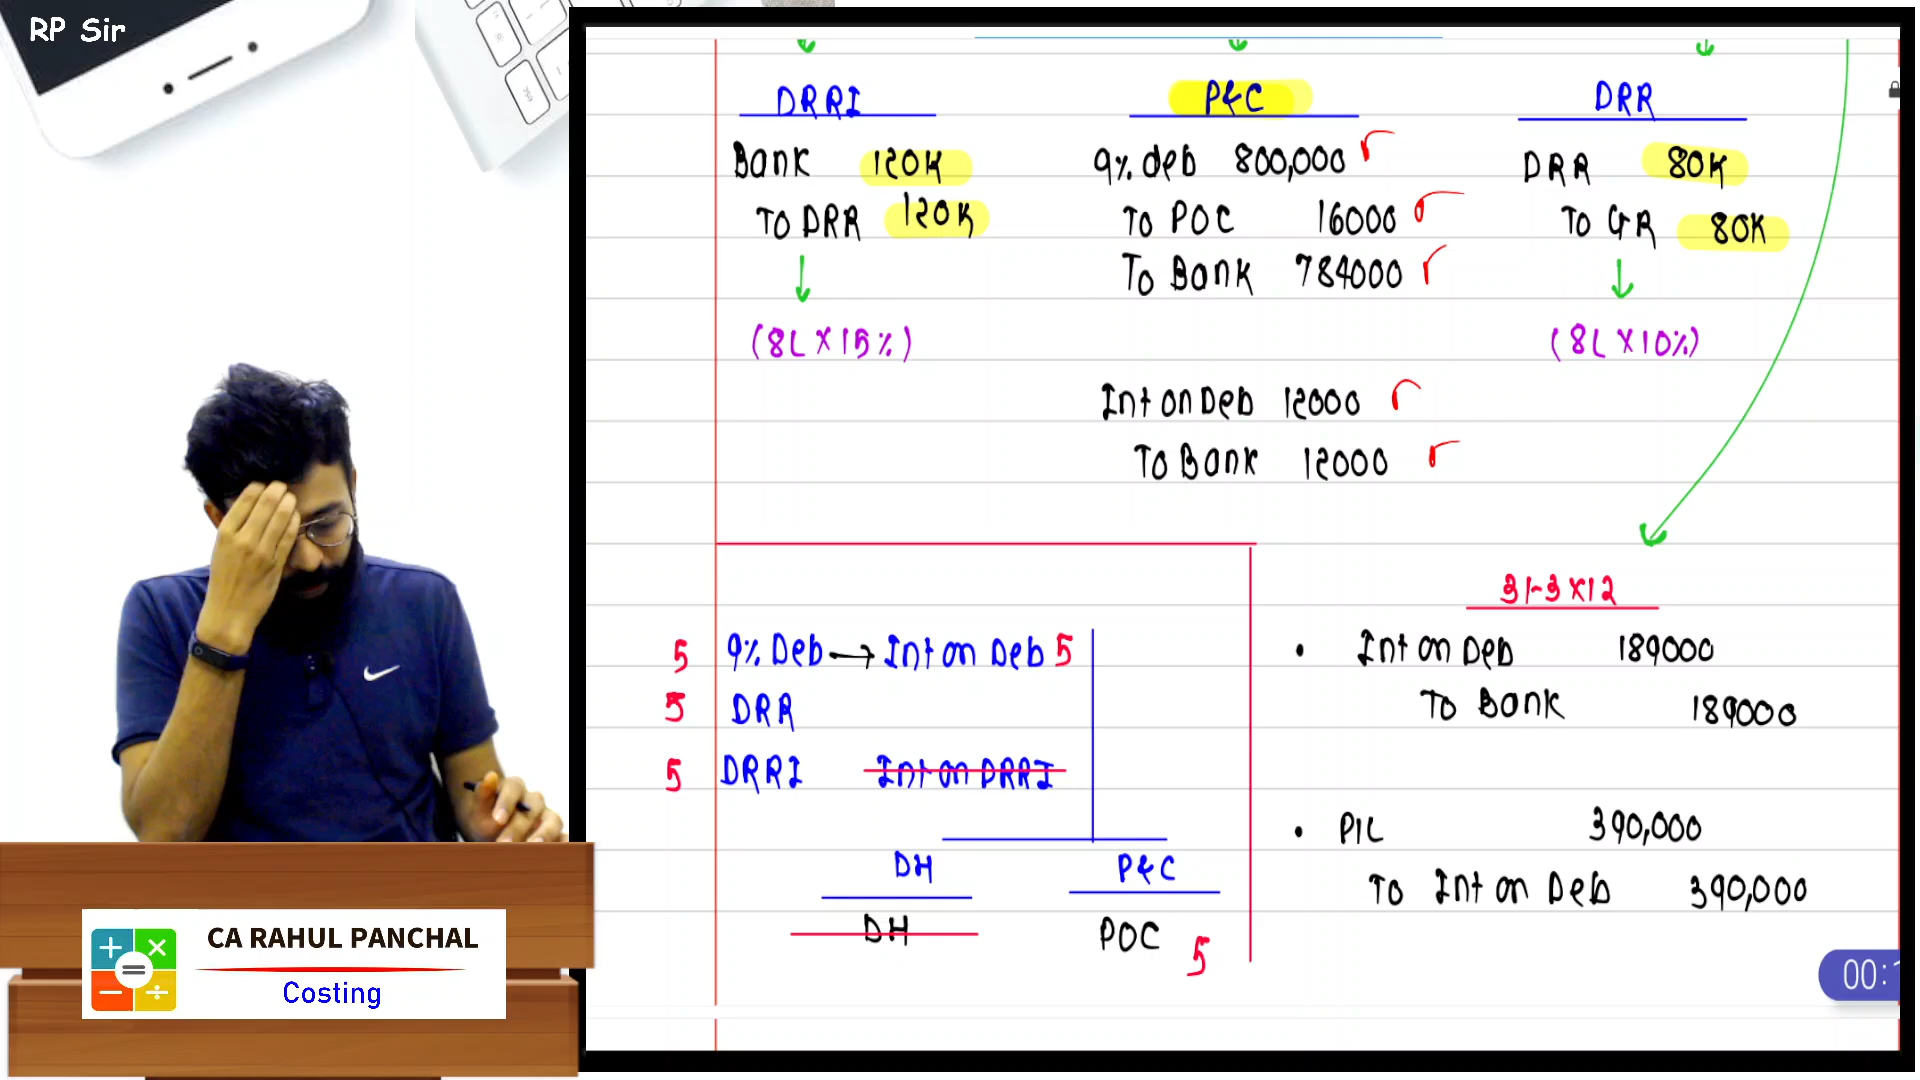 RP Sir
DRRI
Bank 120K
To DRR 120K
(8L X 15%)
P&C
9% deb 800,000
To POC 16000
To Bank 784000
Int on Deb 12000
To Bank 12000
DRR
DRR 80K
To GR 80K
(8L X 10%)
5 9% Deb → Int on Deb 5
5 DRR
5 DRRI Int on DRRI
DH P&C
DH POC 5
31-3X12
• Int on Deb 189000
To Bank 189000
• P/L 390,000
To Int on Deb 390,000
CA RAHUL PANCHAL
Costing